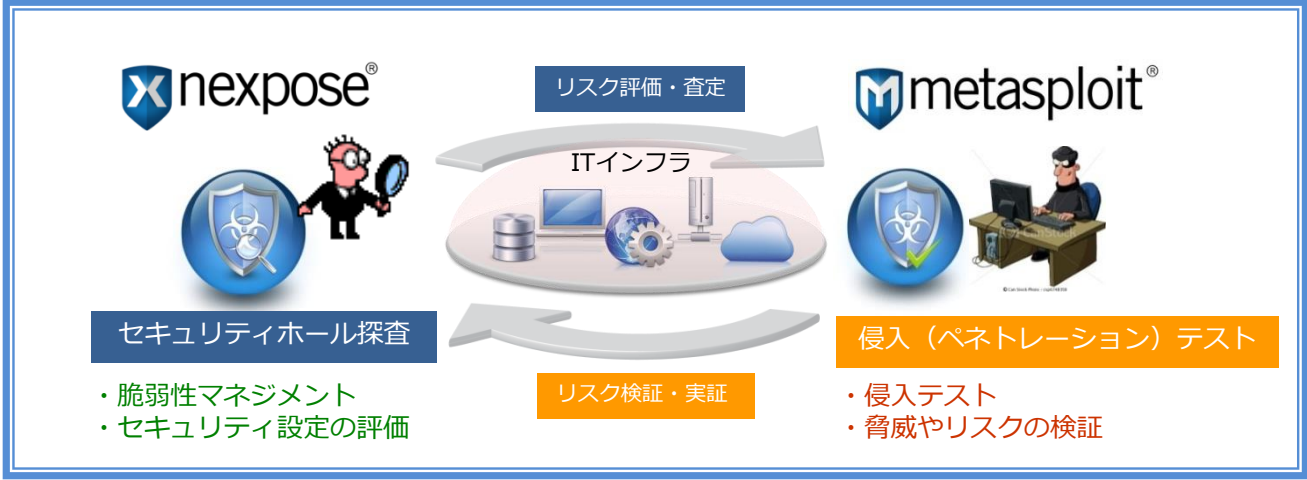 nexpose®
リスク評価・査定
metasploit®
ITインフラ
セキュリティホール探査
侵入（ペネトレーション）テスト
リスク検証・実証
・脆弱性マネジメント
・セキュリティ設定の評価
・侵入テスト
・脅威やリスクの検証